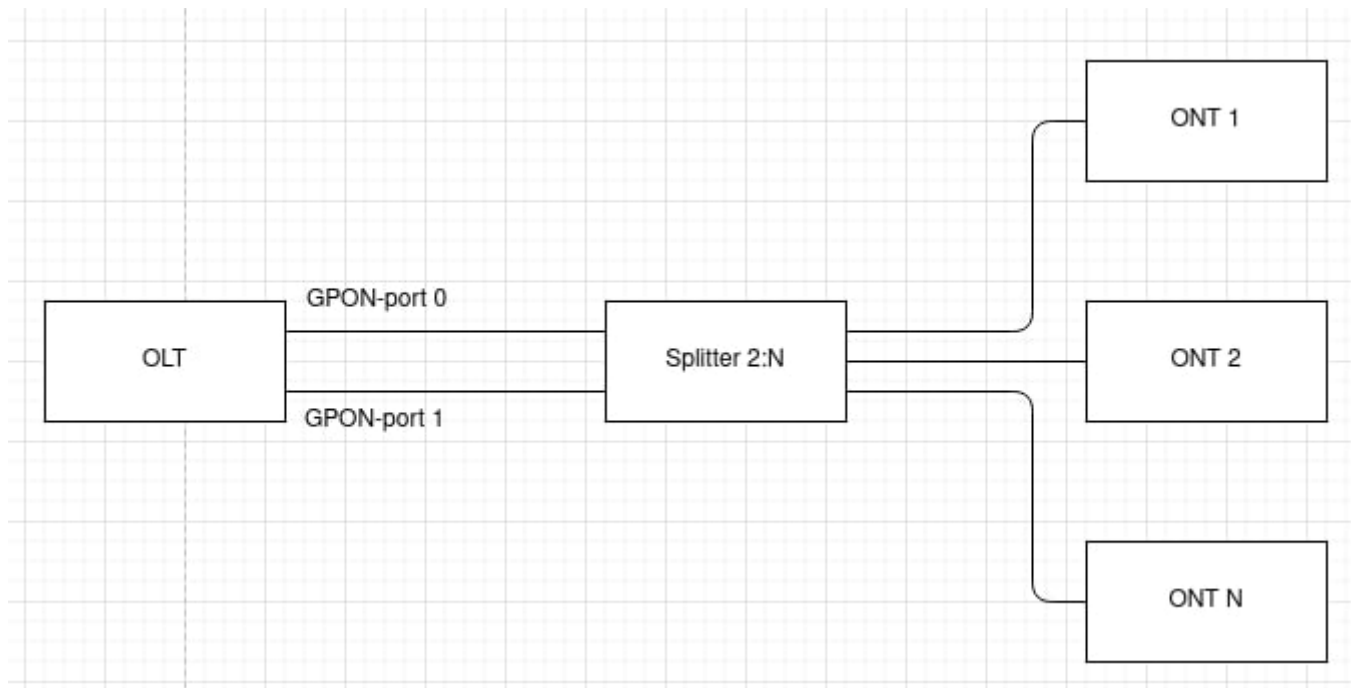 ONT 1
GPON-port 0
OLT
Splitter 2:N
ONT 2
GPON-port 1
ONT N